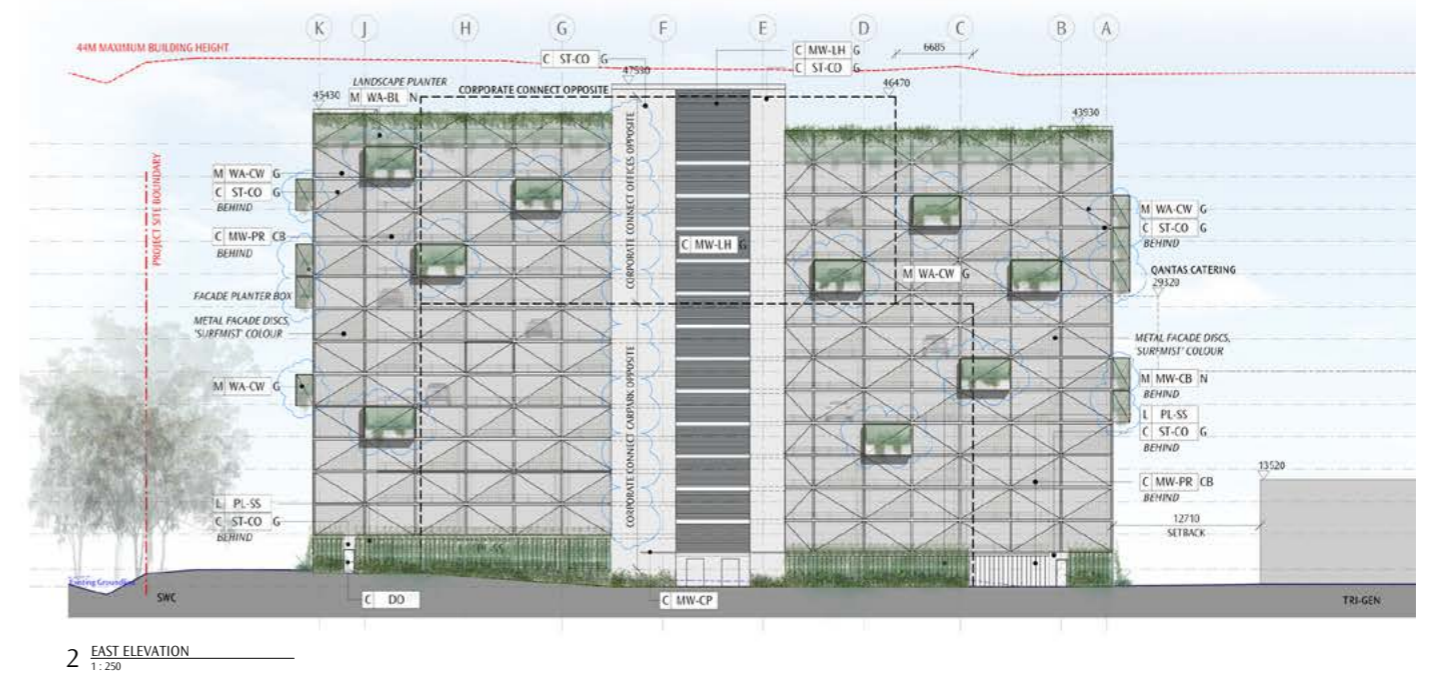 K J H G F E D C B A
44M MAXIMUM BUILDING HEIGHT
C MW-LH G
6685
C ST-CO G
C ST-CO G
47530
46470
LANDSCAPE PLANTER
45430
M WA-BL N
CORPORATE CONNECT OPPOSITE
43930
PROJECT SITE BOUNDARY
CORPORATE CONNECT OFFICES OPPOSITE
M WA-CW G
C ST-CO G
BEHIND
M WA-CW G
C ST-CO G
BEHIND
C MW-PR CB
BEHIND
C MW-LH G
M WA-CW G
QANTAS CATERING
29320
FACADE PLANTER BOX
METAL FACADE DISCS,
'SURFMIST' COLOUR
METAL FACADE DISCS,
'SURFMIST' COLOUR
CORPORATE CONNECT CARPARK OPPOSITE
M WA-CW G
M MW-CB N
BEHIND
L PL-SS
C ST-CO G
BEHIND
13520
C MW-PR CB
BEHIND
L PL-SS
C ST-CO G
BEHIND
12710
SETBACK
PL-SS
Existing Groundline
SWC
C DO
C MW-CP
TRI-GEN
2 EAST ELEVATION
1 : 250